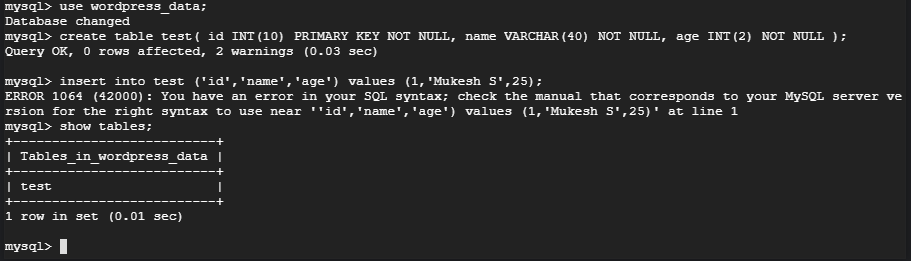 mysql> use wordpress_data;
Database changed
mysql> create table test( id INT(10) PRIMARY KEY NOT NULL, name VARCHAR(40) NOT NULL, age INT(2) NOT NULL );
Query OK, 0 rows affected, 2 warnings (0.03 sec)

mysql> insert into test ('id','name','age') values (1,'Mukesh S',25);
ERROR 1064 (42000): You have an error in your SQL syntax; check the manual that corresponds to your MySQL server ve
rsion for the right syntax to use near ''id','name','age') values (1,'Mukesh S',25)' at line 1
mysql> show tables;
+--------------------------+
| Tables_in_wordpress_data |
+--------------------------+
| test                     |
+--------------------------+
1 row in set (0.01 sec)

mysql>